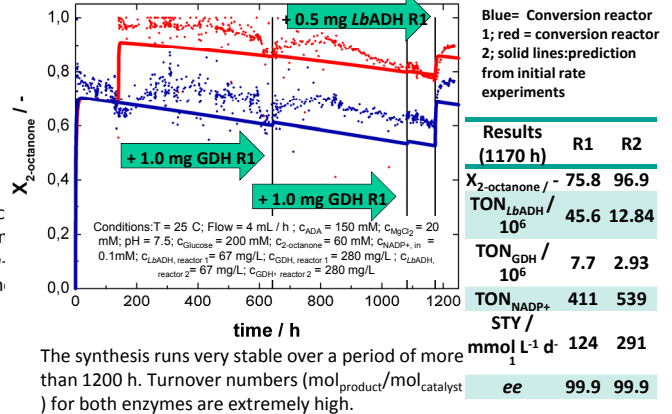 + 0.5 mg LbADH R1
1,0
0,8
0,6
0,4
0,2
0,0
X2-octanone / -
+ 1.0 mg GDH R1
+ 1.0 mg GDH R1
Conditions:T = 25 C; Flow = 4 mL / h ; cADA = 150 mM; cMgCl2 = 20
mM; pH = 7.5; cGlucose = 200 mM; c2-octanone = 60 mM; cNADP+, in =
0.1mM; cLbADH, reactor 1= 67 mg/L; cGDH, reactor 1 = 280 mg/L ; cLbADH,
reactor 2= 67 mg/L; cGDH, reactor 2 = 280 mg/L
0 200 400 600 800 1000 1200
time / h
The synthesis runs very stable over a period of more
than 1200 h. Turnover numbers (molproduct/molcatalyst
) for both enzymes are extremely high.
Blue= Conversion reactor
1; red = conversion reactor
2; solid lines:prediction
from initial rate
experiments
Results
(1170 h) R1 R2
X2-octanone / - 75.8 96.9
TONLbADH /
10^6 45.6 12.84
TONGDH /
10^6 7.7 2.93
TONNADP+ 411 539
STY /
mmol L-1 d-
1 124 291
ee 99.9 99.9